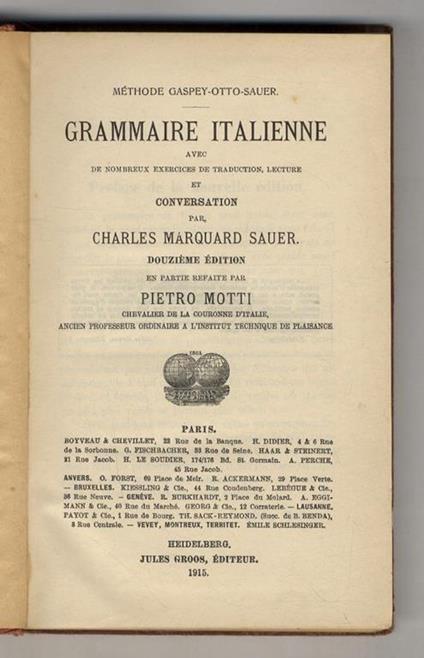 MÉTHODE GASPEY-OTTO-SAUER.
GRAMMAIRE ITALIENNE
AVEC
DE NOMBREUX EXERCICES DE TRADUCTION, LECTURE
ET
CONVERSATION
PAR
CHARLES MARQUARD SAUER.
DOUZIÈME ÉDITION
EN PARTIE REFAITE PAR
PIETRO MOTTI
CHEVALIER DE LA COURONNE D'ITALIE,
ANCIEN PROFESSEUR ORDINAIRE A L'INSTITUT TECHNIQUE DE PLAISANCE
PARIS.
BOYVEAU & CHEVILLET, 22 Rue de la Banque. H. DIDIER, 4 & 6 Rue
de la Sorbonne. G. FISCHBACHER, 33 Rue de Seine. HAAR & STEINERT,
21 Rue Jacob. H. LE SOUDIER, 174/176 Bd. St. Germain. A. PERCHE,
45 Rue Jacob.
ANVERS. O. FORST, 69 Place de Meir. R. ACKERMANN, 29 Place Verte.
— BRUXELLES. KIESSLING & Cie., 44 Rue Coudenberg. LEBÈGUE & Cie.,
36 Rue Neuve. — GENÈVE. R. BURKHARDT, 2 Place du Molard. A. EGGI-
MANN & Cie., 40 Rue du Marché. GEORG & Cie., 12 Corraterie. — LAUSANNE.
PAYOT & Cie., 1 Rue de Bourg. TH. SACK-REYMOND, (Succ. de B. BENDA),
3 Rue Centrale. — VEVEY, MONTREUX, TERRITET. ÉMILE SCHLESINGER.
HEIDELBERG.
JULES GROOS, ÉDITEUR.
1915.